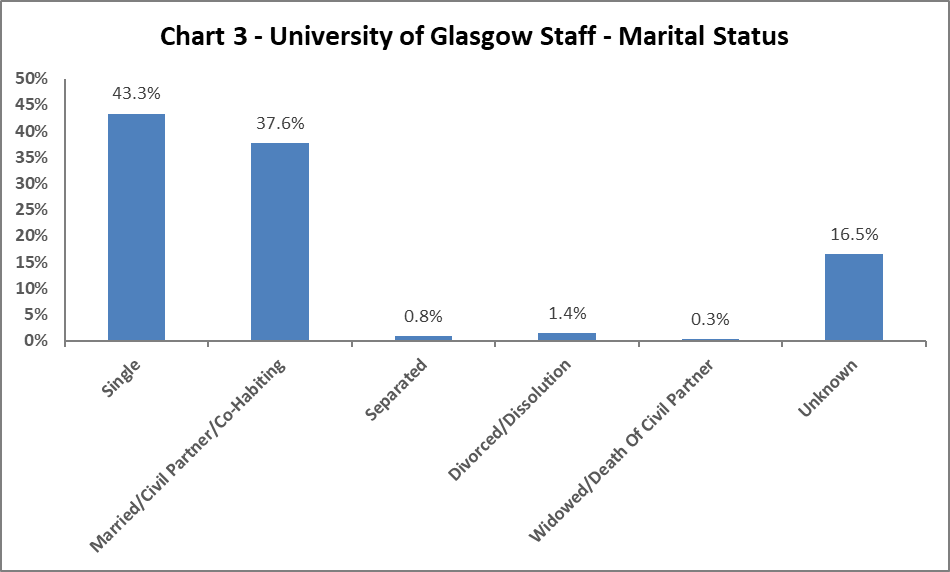 Chart 3 - University of Glasgow Staff - Marital Status
50%
45%
40%
35%
30%
25%
20%
15%
10%
5%
0%
43.3%
37.6%
0.8%
1.4%
0.3%
16.5%
Single
Married/Civil Partner/Co-Habiting
Separated
Divorced/Dissolution
Widowed/Death Of Civil Partner
Unknown